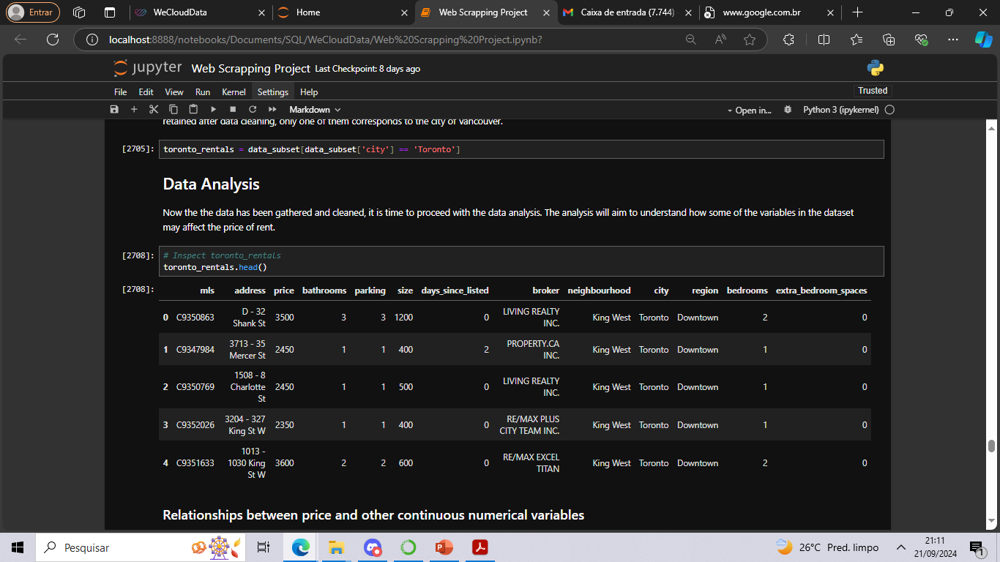 Entrar
WeCloudData
Home
Web Scrapping Project
Caixa de entrada (7.744)
www.google.com.br
localhost:8888/notebooks/Documents/SQL/WeCloudData/Web%20Scrapping%20Project.ipynb?
jupyter Web Scrapping Project Last Checkpoint: 8 days ago
File Edit View Run Kernel Settings Help
Trusted
Markdown
Open in...
Python 3 (ipykernel)
retained after data cleaning, only one of them corresponds to the city of Vancouver.
[2705]: toronto_rentals = data_subset[data_subset['city'] == 'Toronto']
Data Analysis
Now the the data has been gathered and cleaned, it is time to proceed with the data analysis. The analysis will aim to understand how some of the variables in the dataset
may affect the price of rent.
[2708]: # Inspect toronto_rentals
toronto_rentals.head()
[2708]: mls address price bathrooms parking size days_since_listed broker neighbourhood city region bedrooms extra_bedroom_spaces
0 C9350863 D - 32 Shank St 3500 3 3 1200 0 LIVING REALTY INC. King West Toronto Downtown 2 0
1 C9347984 3713 - 35 Mercer St 2450 1 1 400 2 PROPERTY.CA INC. King West Toronto Downtown 1 0
2 C9350769 1508 - 8 Charlotte St 2450 1 1 500 0 LIVING REALTY INC. King West Toronto Downtown 1 0
3 C9352026 3204 - 327 King St W 2350 1 1 400 0 RE/MAX PLUS CITY TEAM INC. King West Toronto Downtown 1 0
4 C9351633 1013 - 1030 King St W 3600 2 2 600 0 RE/MAX EXCEL TITAN King West Toronto Downtown 2 0
Relationships between price and other continuous numerical variables
Pesquisar
26°C Pred. limpo
21:11
21/09/2024
1